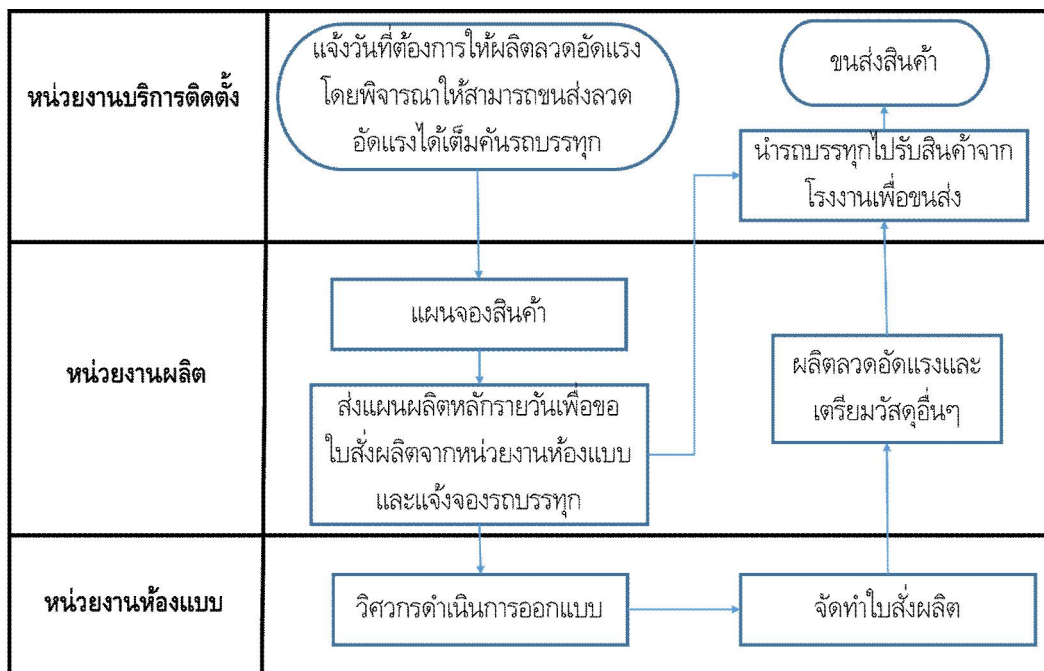 หน่วยงานบริการติดตั้ง
แจ้งวันที่ต้องการให้ผลิตลวดอัดแรง
โดยพิจารณาให้สามารถขนส่งลวด
อัดแรงได้เต็มคันรถบรรทุก
ขนส่งสินค้า
นำรถบรรทุกไปรับสินค้าจาก
โรงงานเพื่อขนส่ง
หน่วยงานผลิต
แผนจองสินค้า
ส่งแผนผลิตหลักรายวันเพื่อขอ
ใบสั่งผลิตจากหน่วยงานห้องแบบ
และแจ้งจองรถบรรทุก
ผลิตลวดอัดแรงและ
เตรียมวัสดุอื่นๆ
หน่วยงานห้องแบบ
วิศวกรดำเนินการออกแบบ
จัดทำใบสั่งผลิต